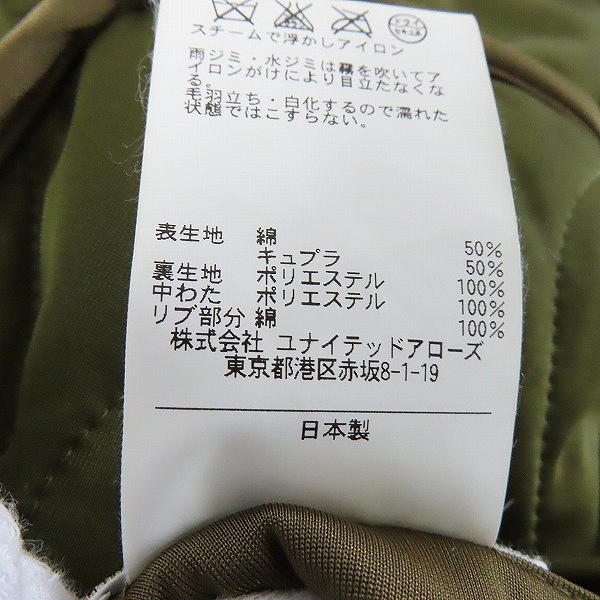 スチームで浮かしアイロン
雨ジミ・水ジミは霧を吹いてア
イロンがけにより目立たなくな
る。
毛羽立ち・白化するので濡れた
状態ではこすらない。
表生地 綿 50%
キュプラ 50%
裏生地 ポリエステル 100%
中わた ポリエステル 100%
リブ部分 綿 100%
株式会社 ユナイテッドアローズ
東京都港区赤坂8-1-19
日本製